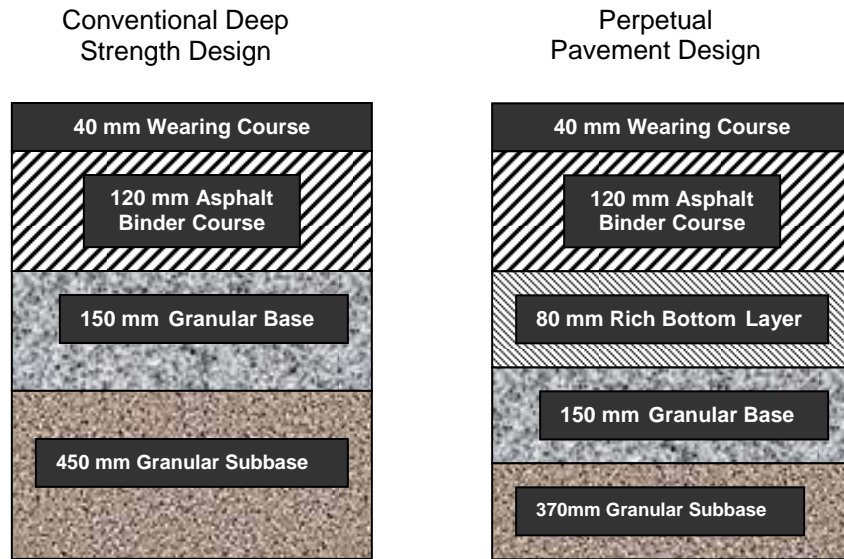 Conventional Deep
Strength Design
40 mm Wearing Course
120 mm Asphalt
Binder Course
150 mm Granular Base
450 mm Granular Subbase
Perpetual
Pavement Design
40 mm Wearing Course
120 mm Asphalt
Binder Course
80 mm Rich Bottom Layer
150 mm Granular Base
370mm Granular Subbase